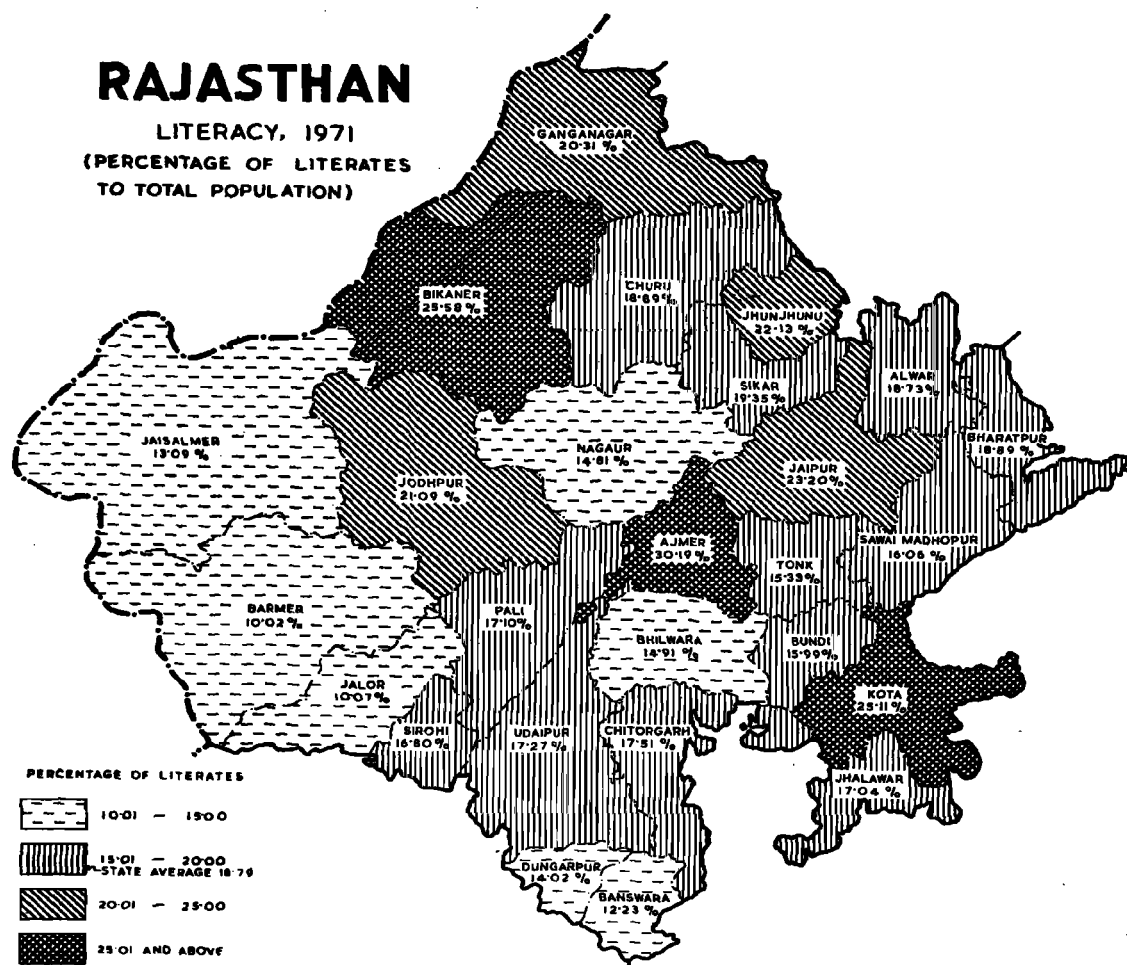 RAJASTHAN
LITERACY, 1971
(PERCENTAGE OF LITERATES
TO TOTAL POPULATION)
GANGANAGAR
20·31 %
BIKANER
25·58 %
CHURU
18·89 %
JHUNJHUNU
22·13 %
SIKAR
19·35 %
ALWAR
18·73%
BHARATPUR
18·89 %
JAISALMER
13·09 %
NAGAUR
14·81 %
JAIPUR
23·20%
JODHPUR
21·09 %
SAWAI MADHOPUR
16·06 %
AJMER
30·19 %
TONK
15·33%
BARMER
10·02 %
PALI
17·10%
BHILWARA
14·91 %
BUNDI
15·99%
JALOR
10·07%
KOTA
25·11 %
SIROHI
16·80 %
UDAIPUR
17·27 %
CHITORGARH
17·51 %
JHALAWAR
17·04 %
DUNGARPUR
14·02 %
BANSWARA
12·23 %
PERCENTAGE OF LITERATES
10·01 – 15·00
15·01 – 20·00
STATE AVERAGE 18·79
20·01 – 25·00
25·01 AND ABOVE